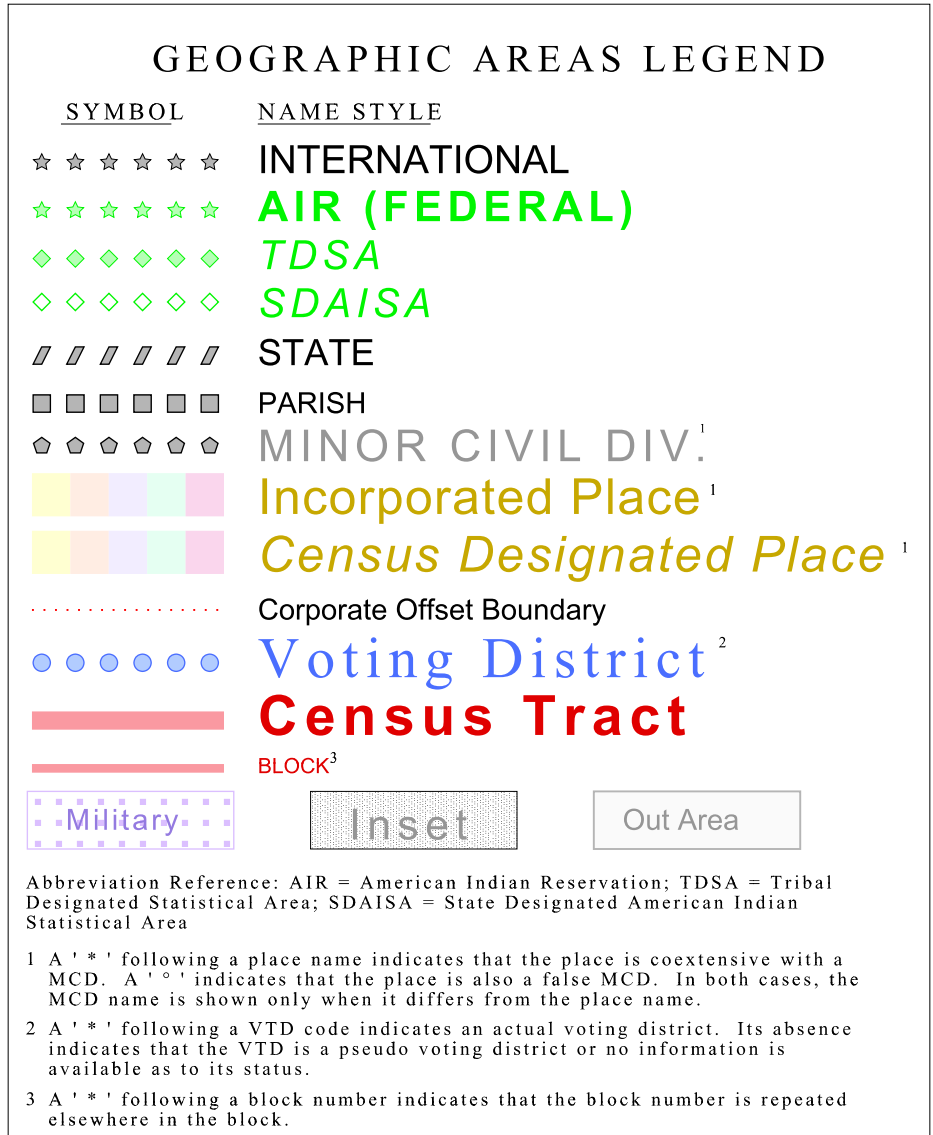 GEOGRAPHIC AREAS LEGEND
SYMBOL NAME STYLE
INTERNATIONAL
AIR (FEDERAL)
TDSA
SDAISA
STATE
PARISH
MINOR CIVIL DIV. 1
Incorporated Place 1
Census Designated Place 1
Corporate Offset Boundary
Voting District 2
Census Tract
BLOCK 3
Military Inset Out Area
Abbreviation Reference: AIR = American Indian Reservation; TDSA = Tribal
Designated Statistical Area; SDAISA = State Designated American Indian
Statistical Area
1 A ' * ' following a place name indicates that the place is coextensive with a
MCD. A ' ° ' indicates that the place is also a false MCD. In both cases, the
MCD name is shown only when it differs from the place name.
2 A ' * ' following a VTD code indicates an actual voting district. Its absence
indicates that the VTD is a pseudo voting district or no information is
available as to its status.
3 A ' * ' following a block number indicates that the block number is repeated
elsewhere in the block.